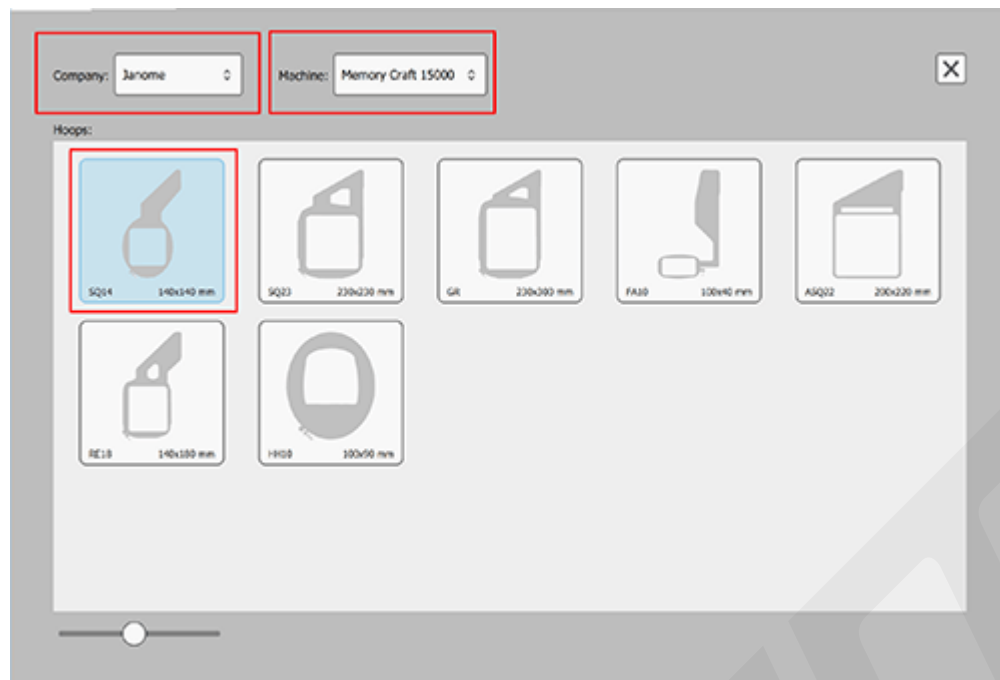 Company: Janome
Machine: Memory Craft 15000
Hoops:
SQ14 140x140 mm
SQ23 230x230 mm
GR 230x300 mm
FA10 100x40 mm
ASQ22 200x220 mm
RE18 140x180 mm
HH10 100x90 mm